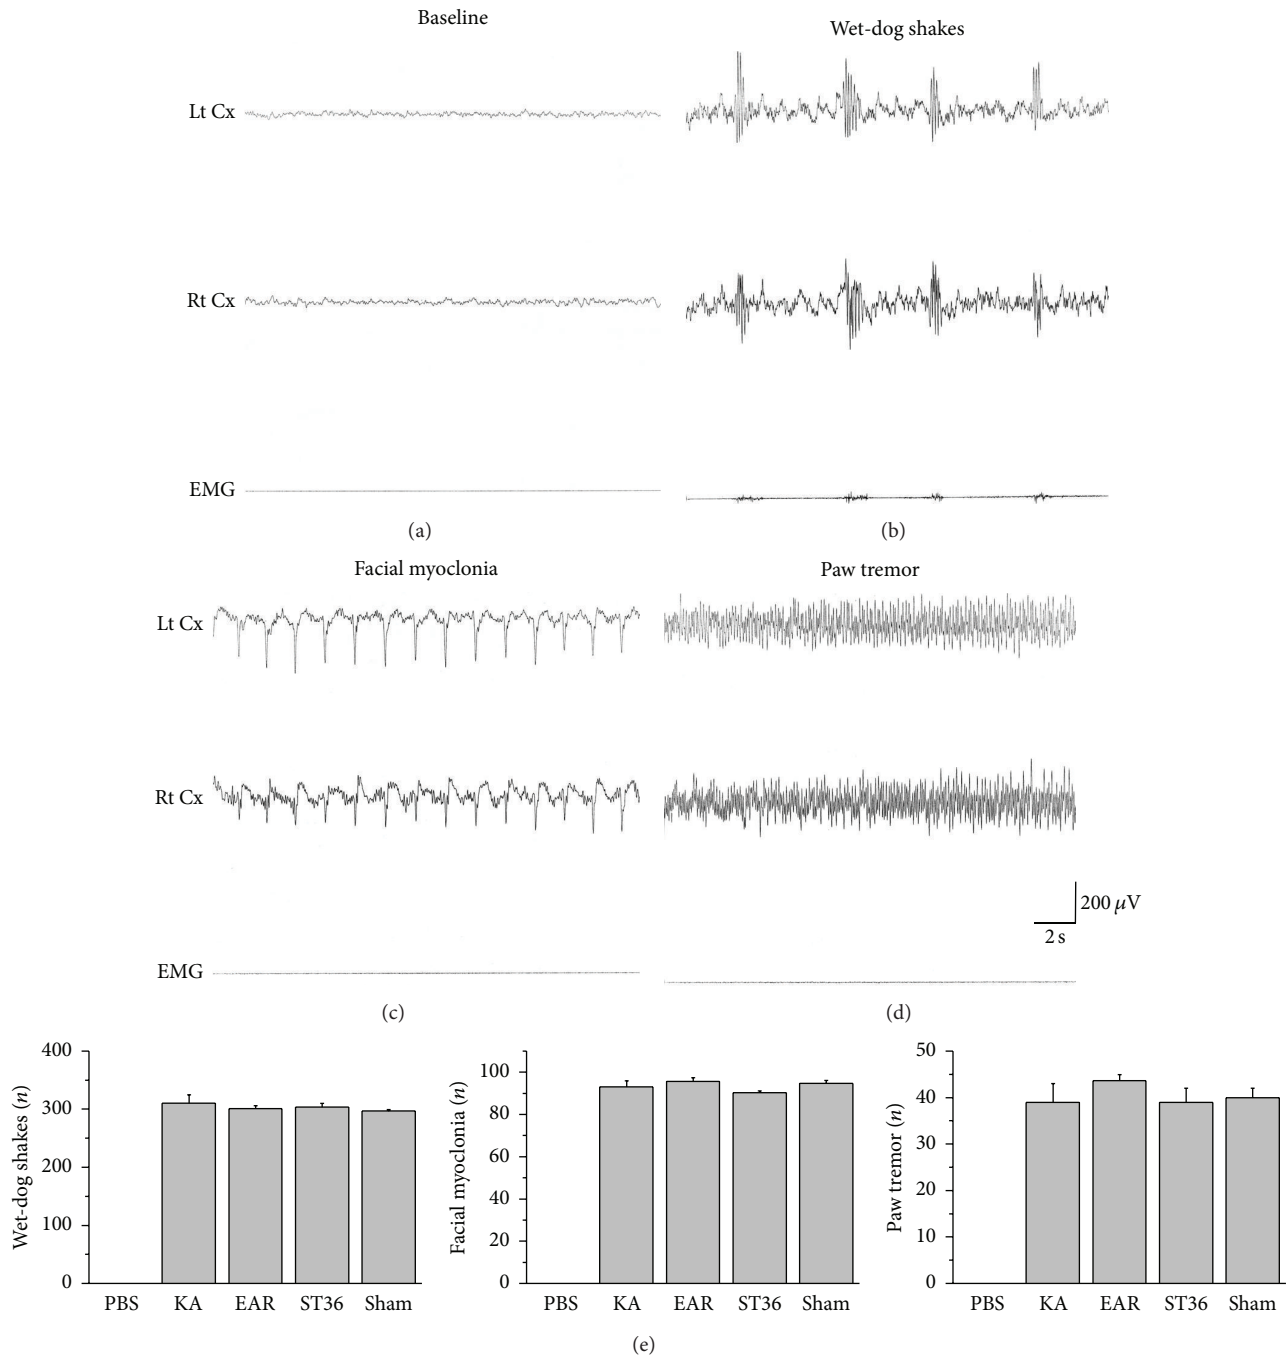 Baseline
Wet-dog shakes
Lt Cx
Rt Cx
EMG
(a)
(b)
Facial myoclonia
Paw tremor
Lt Cx
Rt Cx
200 μV
2 s
EMG
(c)
(d)
Wet-dog shakes (n)
400
300
200
100
0
PBS KA EAR ST36 Sham
Facial myoclonia (n)
100
80
60
40
20
0
PBS KA EAR ST36 Sham
Paw tremor (n)
50
40
30
20
10
0
PBS KA EAR ST36 Sham
(e)